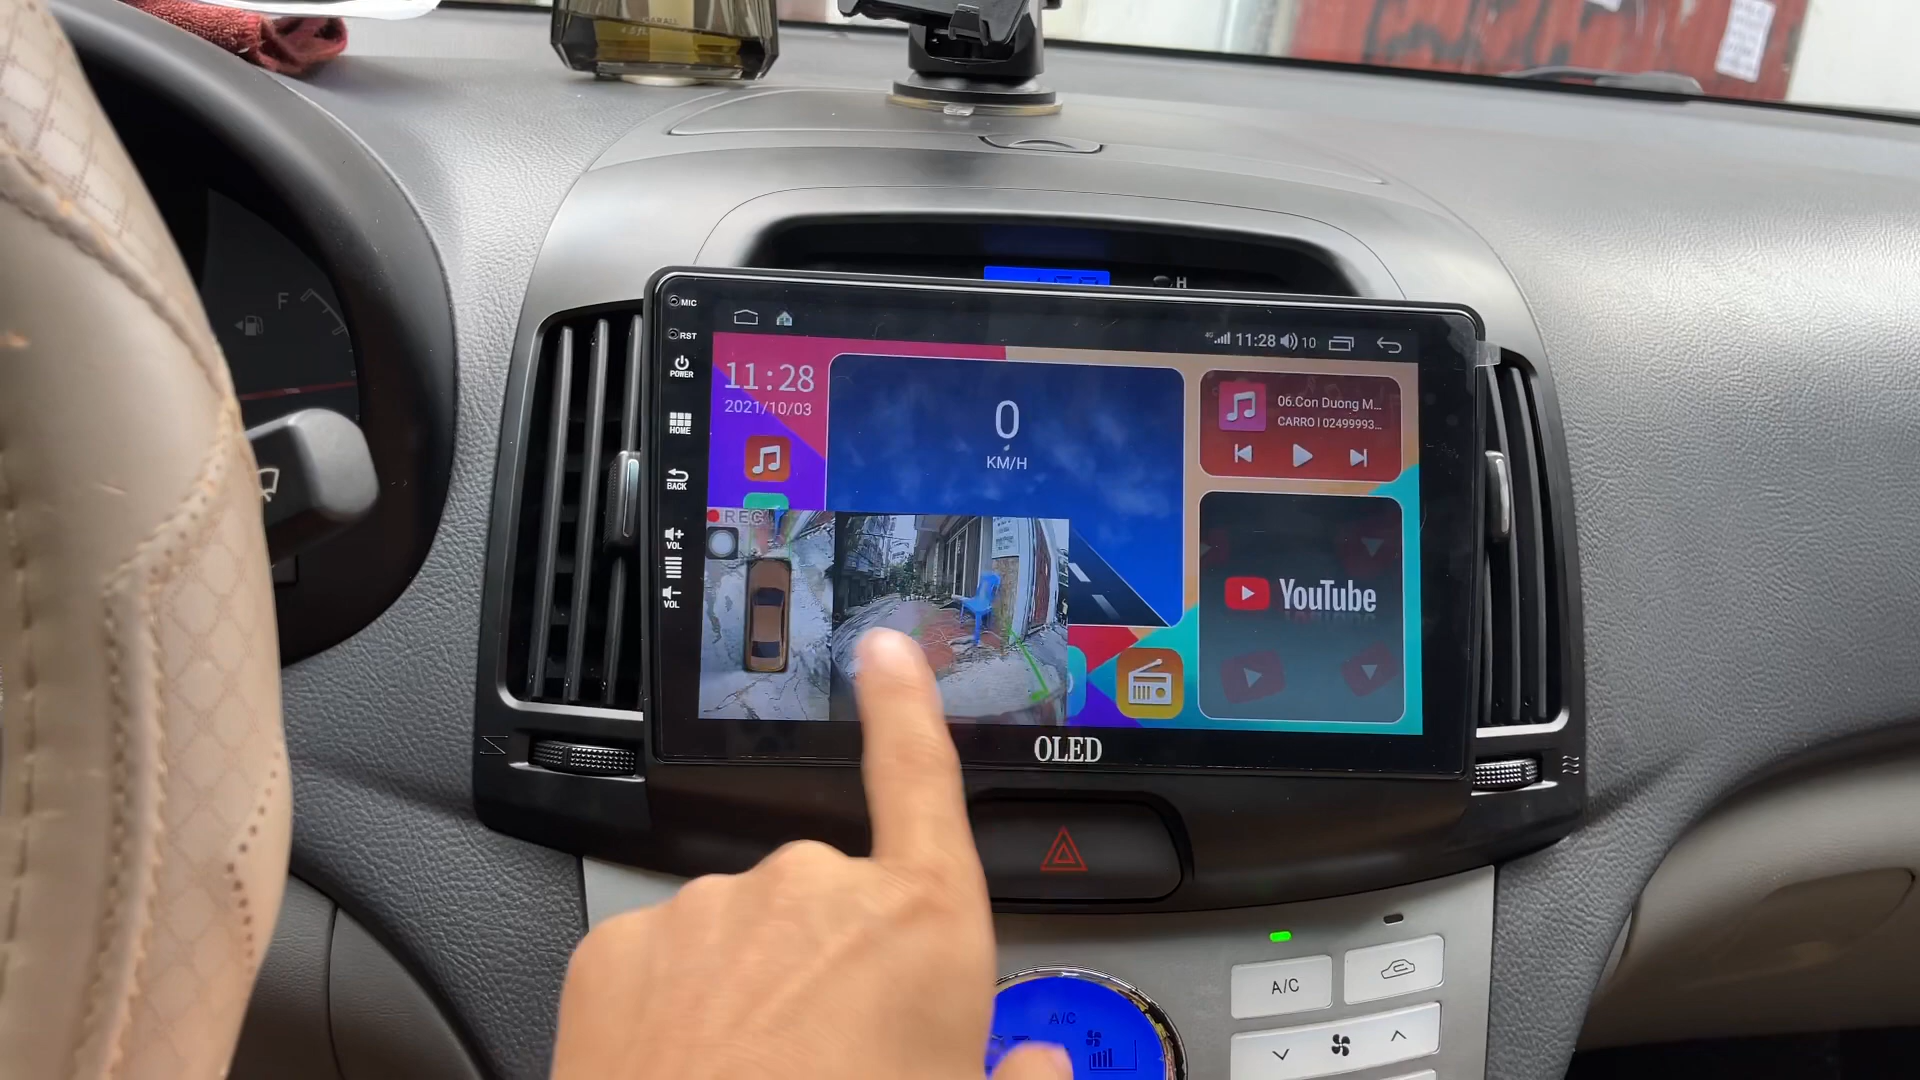 F
MIC
RST
POWER
HOME
BACK
VOL
VOL
H
4G
11:28
10
11:28
2021/10/03
0
KM/H
06.Con Duong M...
CARRO | 02499993...
REC
YouTube
OLED
A/C
A/C